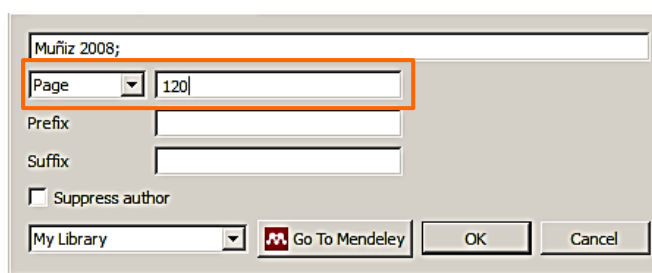 Muñiz 2008;
Page 120
Prefix
Suffix
Suppress author
My Library Go To Mendeley OK Cancel